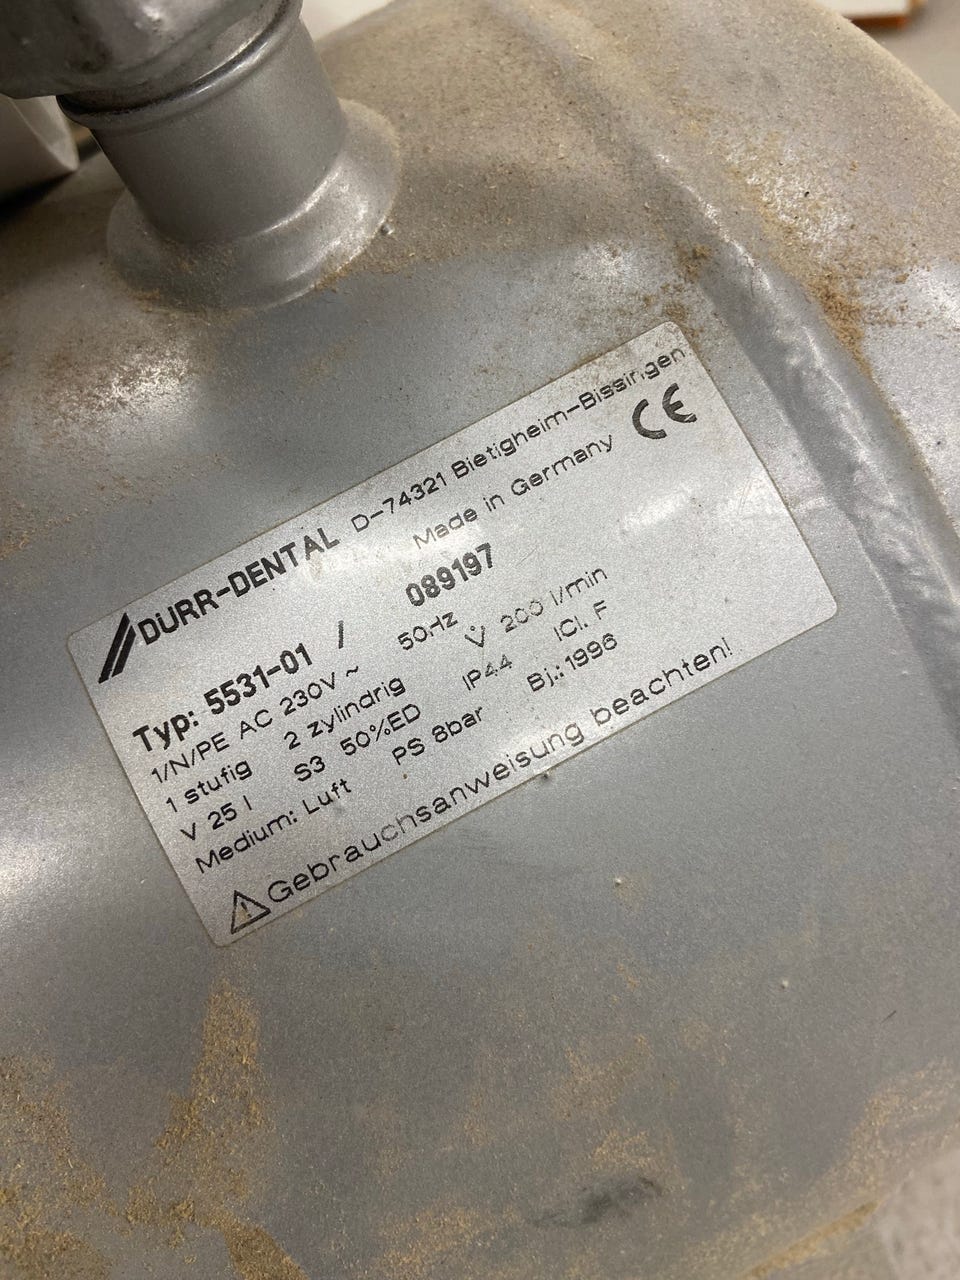 DÜRR-DENTAL D-74321 Bietigheim-Bissingen
Made in Germany CE
Typ: 5531-01 / 089197
1/N/PE AC 230V ~ 50Hz V̇ 200 l/min
1 stufig 2 zylindrig IP44 ICl. F
V 25 l S3 50%ED
Medium: Luft PS 8bar Bj.:1996
Gebrauchsanweisung beachten!